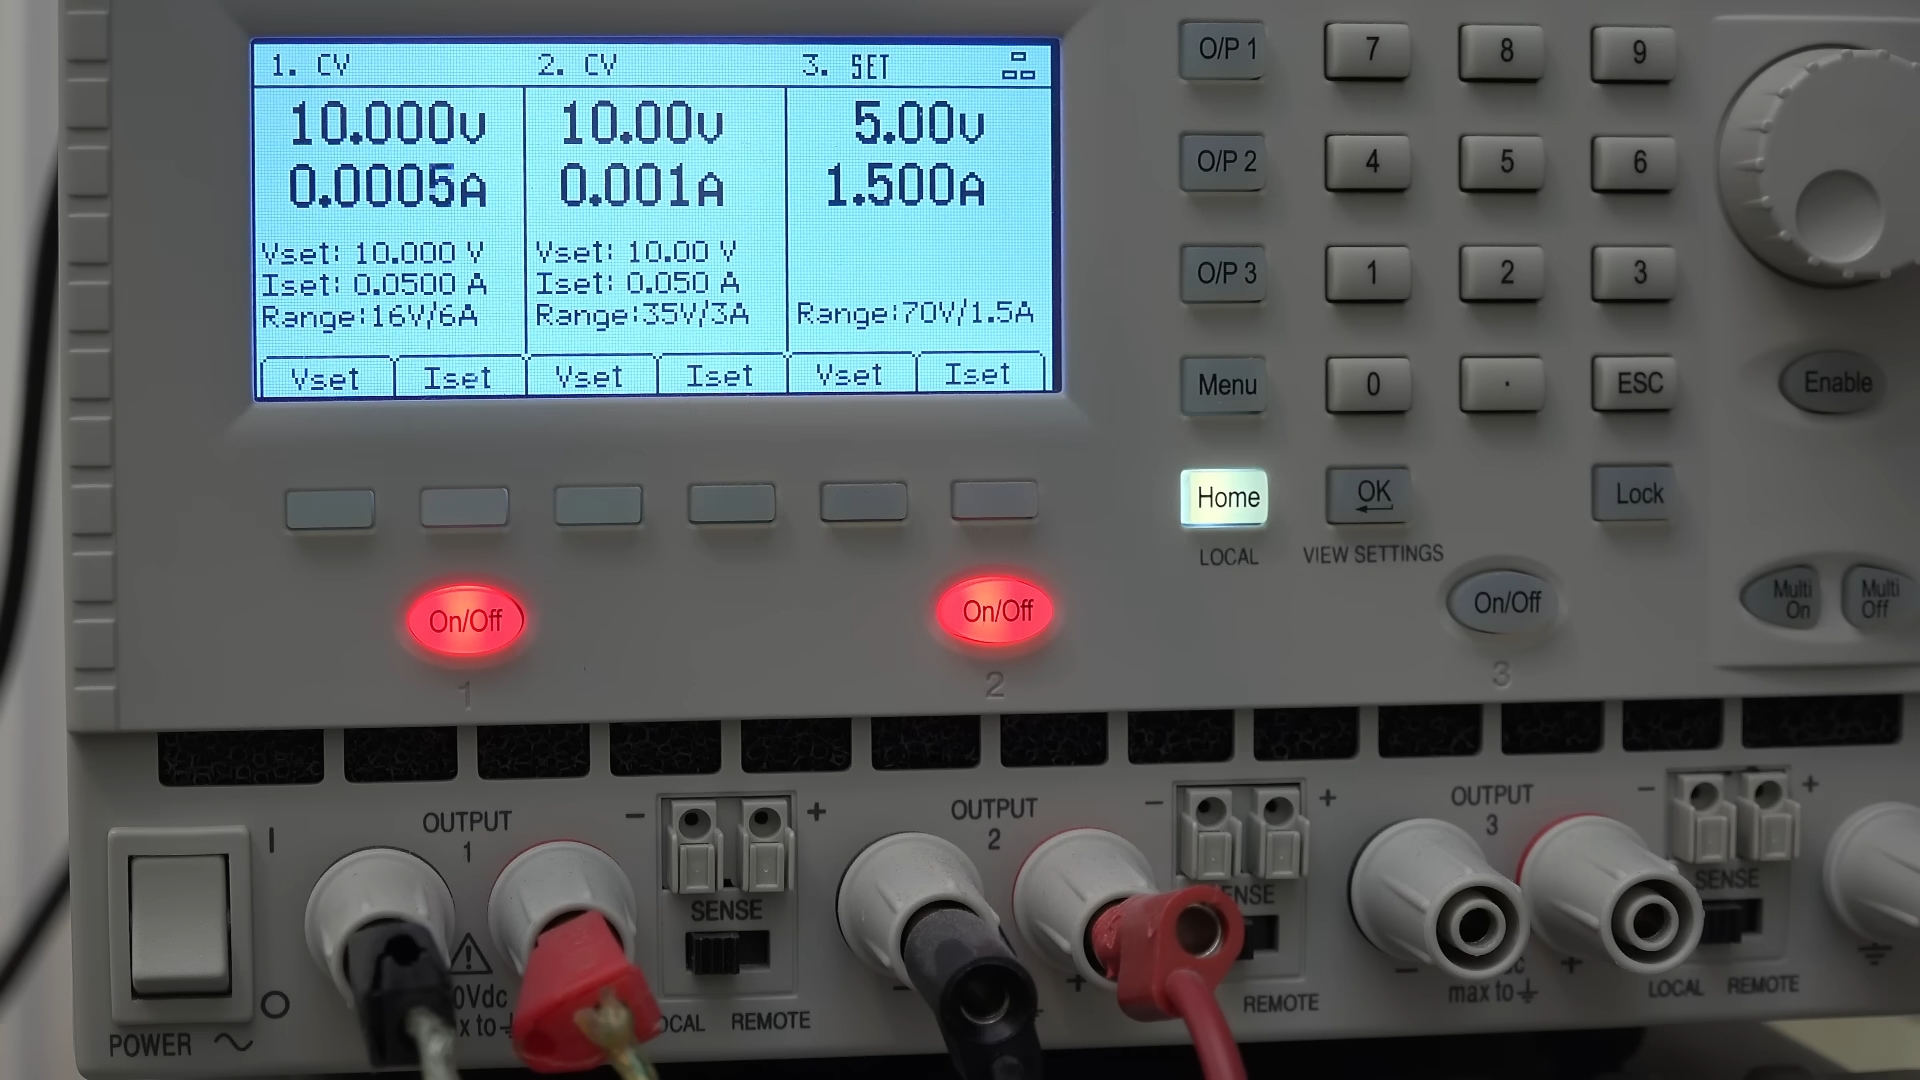 1. CV 2. CV 3. SET
10.000V 10.00V 5.00V
0.0005A 0.001A 1.500A
Vset: 10.000 V Vset: 10.00 V
Iset: 0.0500 A Iset: 0.050 A
Range:16V/6A Range:35V/3A Range:70V/1.5A
Vset Iset Vset Iset Vset Iset
O/P 1 7 8 9
O/P 2 4 5 6
O/P 3 1 2 3
Menu 0 . ESC
Enable
Home OK Lock
LOCAL VIEW SETTINGS
On/Off On/Off On/Off
Multi On
Multi Off
1 2 3
OUTPUT 1
- +
SENSE
REMOTE
OUTPUT 2
- +
REMOTE
OUTPUT 3
- +
SENSE
LOCAL REMOTE
max to
POWER